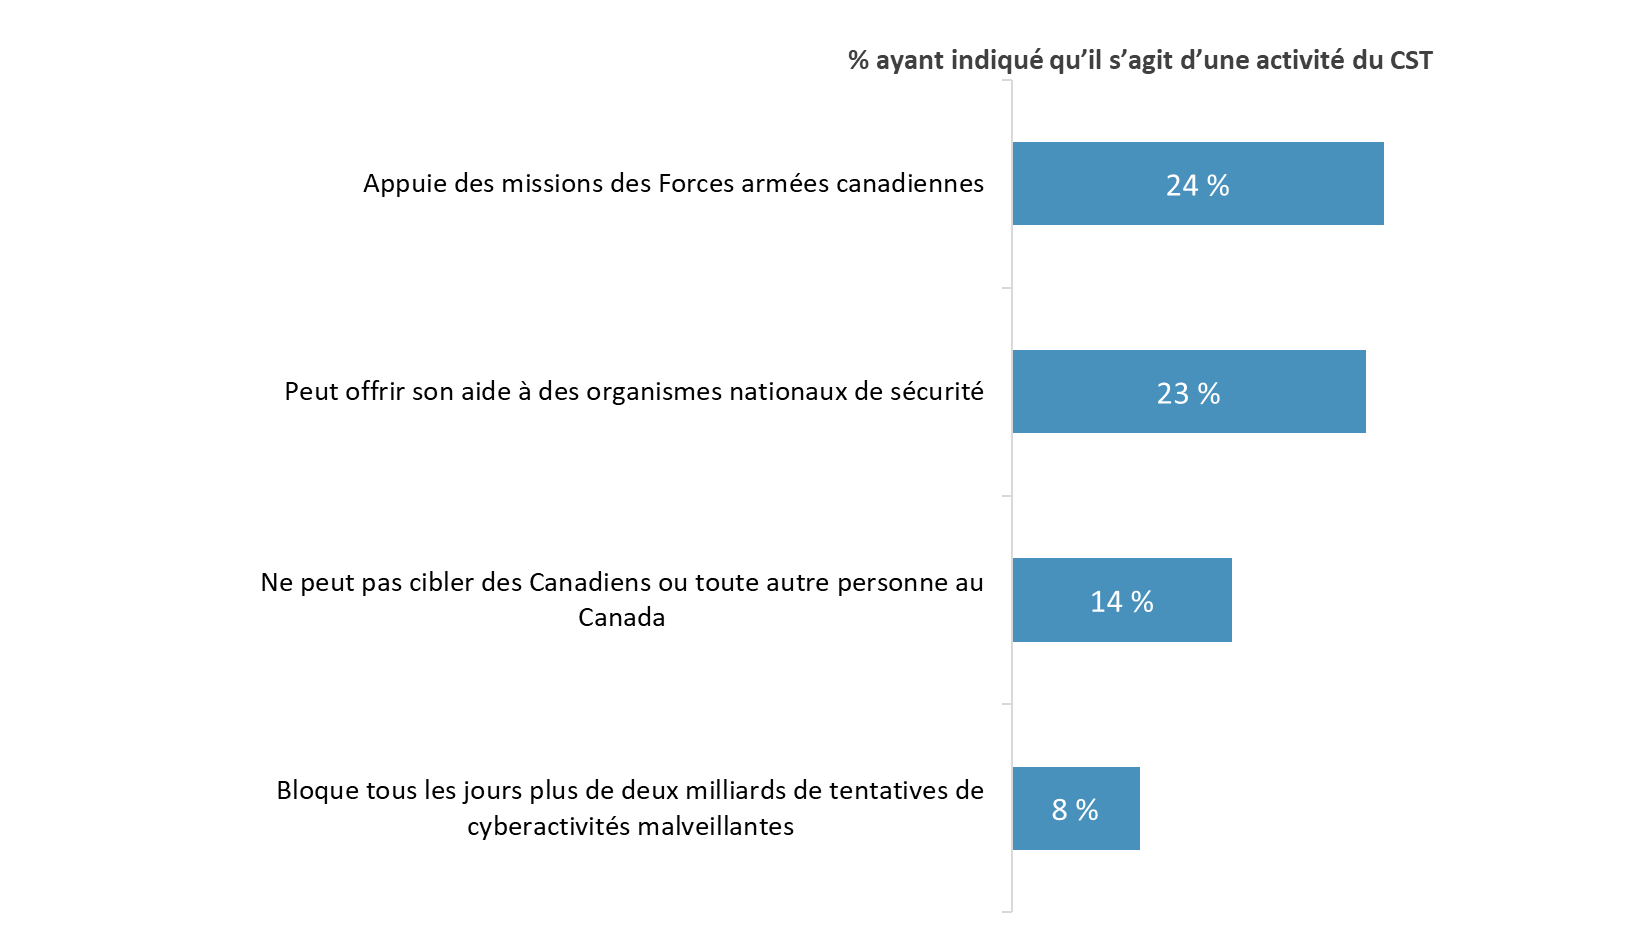 % ayant indiqué qu’il s’agit d’une activité du CST
Appuie des missions des Forces armées canadiennes
24 %
Peut offrir son aide à des organismes nationaux de sécurité
23 %
Ne peut pas cibler des Canadiens ou toute autre personne au
Canada
14 %
Bloque tous les jours plus de deux milliards de tentatives de
cyberactivités malveillantes
8 %